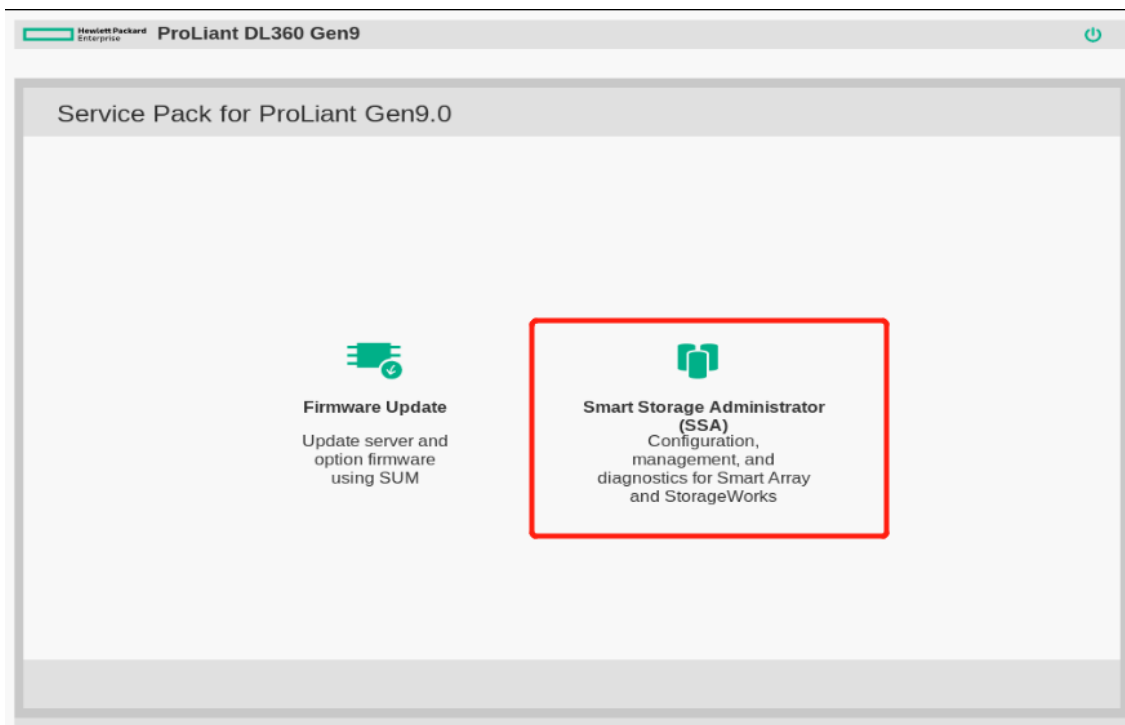 Hewlett Packard
Enterprise
ProLiant DL360 Gen9
Service Pack for ProLiant Gen9.0
Firmware Update
Update server and
option firmware
using SUM
Smart Storage Administrator
(SSA)
Configuration,
management, and
diagnostics for Smart Array
and StorageWorks